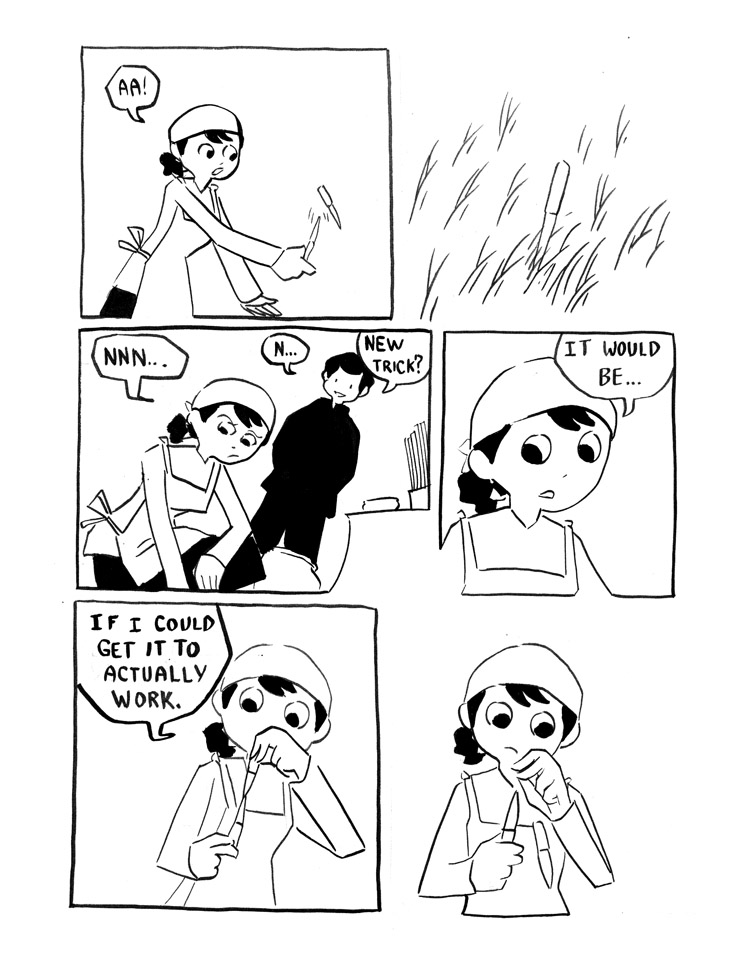 AA!
NNN...
N...
NEW
TRICK?
IT WOULD
BE...
IF I COULD
GET IT TO
ACTUALLY
WORK.